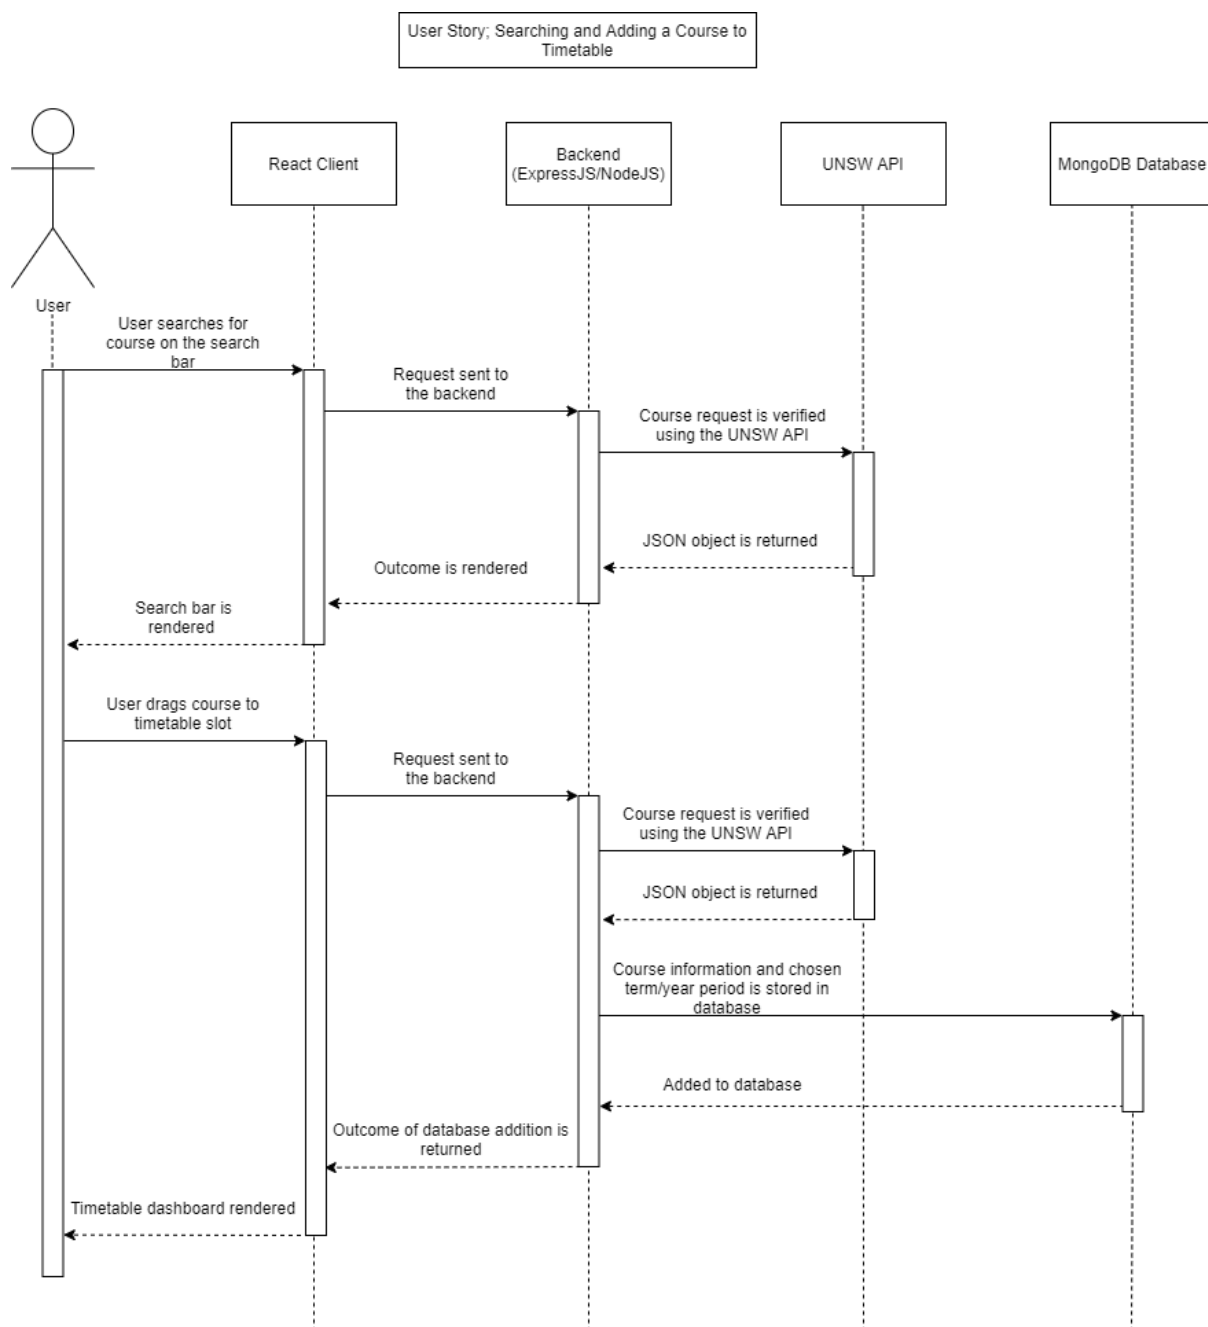 User Story; Searching and Adding a Course to
Timetable
React Client
Backend
(ExpressJS/NodeJS)
UNSW API
MongoDB Database
User
User searches for
course on the search
bar
Request sent to
the backend
Course request is verified
using the UNSW API
JSON object is returned
Outcome is rendered
Search bar is
rendered
User drags course to
timetable slot
Request sent to
the backend
Course request is verified
using the UNSW API
JSON object is returned
Course information and chosen
term/year period is stored in
database
Added to database
Outcome of database addition is
returned
Timetable dashboard rendered